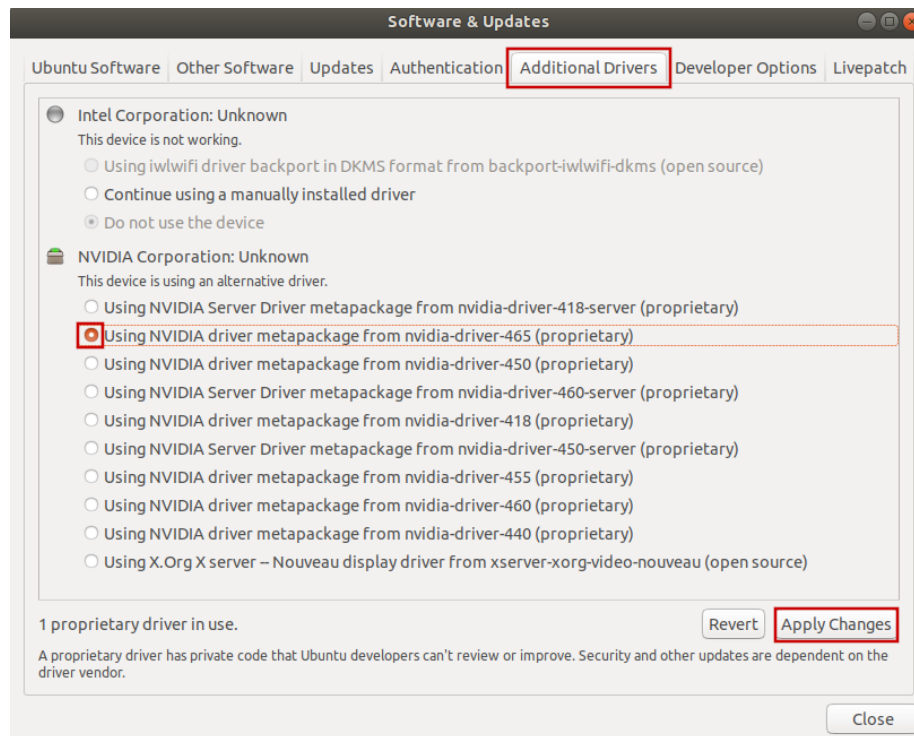 Software & Updates
Ubuntu Software Other Software Updates Authentication Additional Drivers Developer Options Livepatch
Intel Corporation: Unknown
This device is not working.
Using iwlwifi driver backport in DKMS format from backport-iwlwifi-dkms (open source)
Continue using a manually installed driver
Do not use the device
NVIDIA Corporation: Unknown
This device is using an alternative driver.
Using NVIDIA Server Driver metapackage from nvidia-driver-418-server (proprietary)
Using NVIDIA driver metapackage from nvidia-driver-465 (proprietary)
Using NVIDIA driver metapackage from nvidia-driver-450 (proprietary)
Using NVIDIA Server Driver metapackage from nvidia-driver-460-server (proprietary)
Using NVIDIA driver metapackage from nvidia-driver-418 (proprietary)
Using NVIDIA Server Driver metapackage from nvidia-driver-450-server (proprietary)
Using NVIDIA driver metapackage from nvidia-driver-455 (proprietary)
Using NVIDIA driver metapackage from nvidia-driver-460 (proprietary)
Using NVIDIA driver metapackage from nvidia-driver-440 (proprietary)
Using X.Org X server -- Nouveau display driver from xserver-xorg-video-nouveau (open source)
1 proprietary driver in use. Revert Apply Changes
A proprietary driver has private code that Ubuntu developers can't review or improve. Security and other updates are dependent on the
driver vendor.
Close